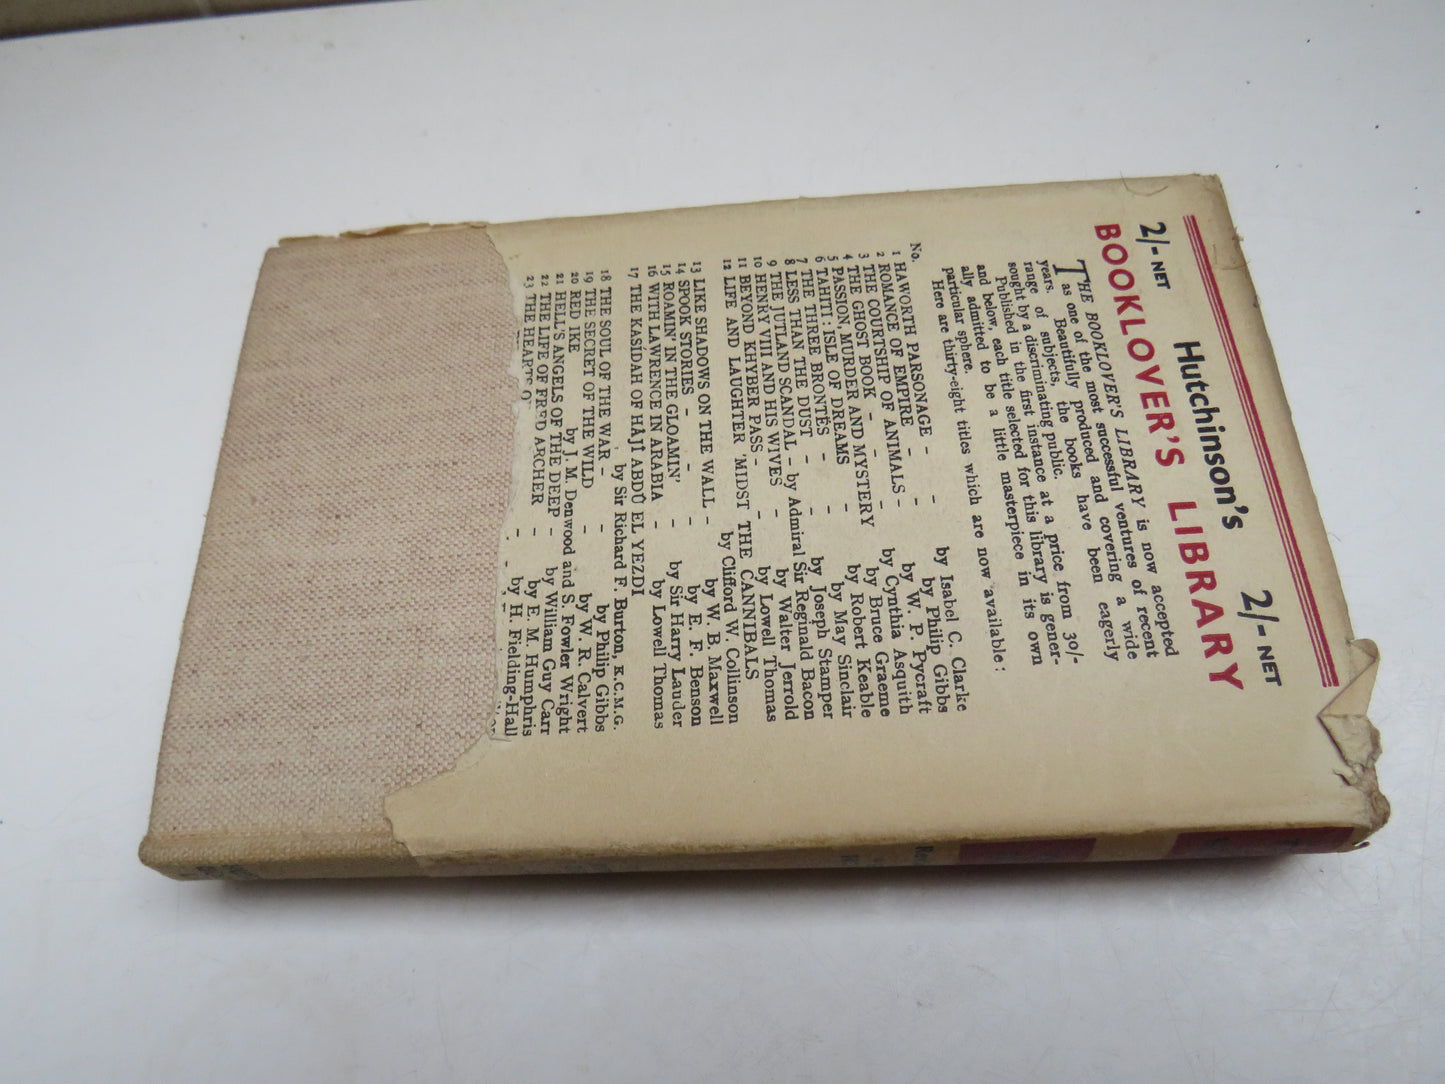 Hutchinson's
2/- NET 2/- NET
BOOKLOVER'S LIBRARY
THE BOOKLOVER'S LIBRARY is now accepted
as one of the most successful ventures of recent
years. Beautifully produced and covering a wide
range of subjects, the books have been eagerly
sought by a discriminating public.
Published in the first instance at a price from 30/-
and below, each title selected for this library is gener-
ally admitted to be a little masterpiece in its own
particular sphere.
Here are thirty-eight titles which are now available:
No.
1 HAWORTH PARSONAGE - - by Isabel C. Clarke
2 ROMANCE OF EMPIRE - by Philip Gibbs
3 THE COURTSHIP OF ANIMALS - by W. P. Pycraft
4 THE GHOST BOOK - - by Cynthia Asquith
5 PASSION, MURDER AND MYSTERY by Bruce Graeme
6 TAHITI: ISLE OF DREAMS - by Robert Keable
7 THE THREE BRONTËS - - by May Sinclair
8 LESS THAN THE DUST - by Joseph Stamper
9 THE JUTLAND SCANDAL - by Admiral Sir Reginald Bacon
10 HENRY VIII AND HIS WIVES - by Walter Jerrold
11 BEYOND KHYBER PASS - - by Lowell Thomas
12 LIFE AND LAUGHTER 'MIDST THE CANNIBALS
by Clifford W. Collinson
13 LIKE SHADOWS ON THE WALL - by W. B. Maxwell
14 SPOOK STORIES - - by E. F. Benson
15 ROAMIN' IN THE GLOAMIN' - by Sir Harry Lauder
16 WITH LAWRENCE IN ARABIA - by Lowell Thomas
17 THE KASÎDAH OF HÂJÎ ABDÛ EL YEZDI
by Sir Richard F. Burton, K.C.M.G.
18 THE SOUL OF THE WAR - - by Philip Gibbs
19 THE SECRET OF THE WILD - by W. R. Calvert
20 RED IKE by J. M. Denwood and S. Fowler Wright
21 HELL'S ANGELS OF THE DEEP - by William Guy Carr
22 THE LIFE OF FRED ARCHER - by E. M. Humphris
23 THE HEARTS O - by H. Fielding-Hall